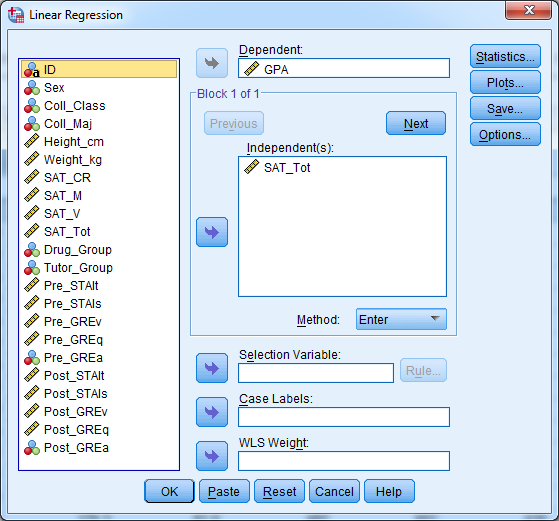 Linear Regression
ID
Sex
Coll_Class
Coll_Maj
Height_cm
Weight_kg
SAT_CR
SAT_M
SAT_V
SAT_Tot
Drug_Group
Tutor_Group
Pre_STAIt
Pre_STAIs
Pre_GREv
Pre_GREq
Pre_GREa
Post_STAIt
Post_STAIs
Post_GREv
Post_GREq
Post_GREa
Dependent:
GPA
Block 1 of 1
Previous
Next
Independent(s):
SAT_Tot
Method:
Enter
Selection Variable:
Rule...
Case Labels:
WLS Weight:
Statistics...
Plots...
Save...
Options...
OK
Paste
Reset
Cancel
Help